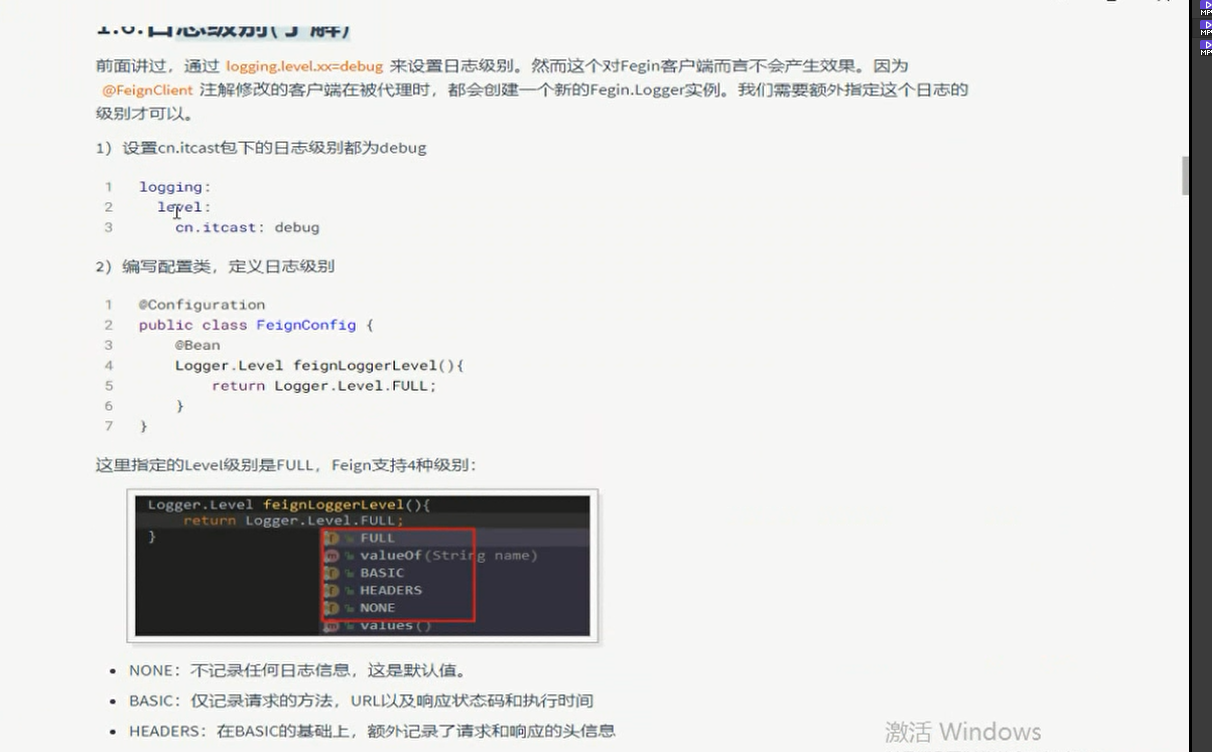 1.6.日志级别(了解)
前面讲过，通过 logging.level.xx=debug 来设置日志级别。然而这个对Fegin客户端而言不会产生效果。因为
@FeignClient 注解修改的客户端在被代理时，都会创建一个新的Fegin.Logger实例。我们需要额外指定这个日志的
级别才可以。
1）设置cn.itcast包下的日志级别都为debug
1 logging:
2 level:
3 cn.itcast: debug
2）编写配置类，定义日志级别
1 @Configuration
2 public class FeignConfig {
3 @Bean
4 Logger.Level feignLoggerLevel(){
5 return Logger.Level.FULL;
6 }
7 }
这里指定的Level级别是FULL，Feign支持4种级别：
Logger.Level feignLoggerLevel(){
return Logger.Level.FULL;
}
f FULL
m valueOf(String name)
f BASIC
f HEADERS
f NONE
m values()
• NONE：不记录任何日志信息，这是默认值。
• BASIC：仅记录请求的方法，URL以及响应状态码和执行时间
• HEADERS：在BASIC的基础上，额外记录了请求和响应的头信息
激活 Windows
MP
MP
MP